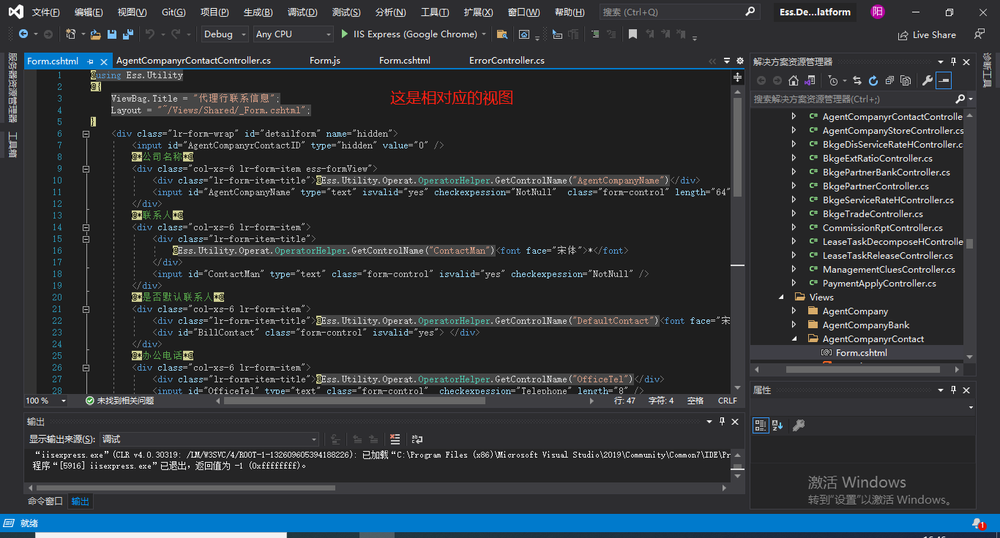 文件(F) 编辑(E) 视图(V) Git(G) 项目(P) 生成(B) 调试(D) 测试(S) 分析(N) 工具(T) 扩展(X) 窗口(W) 帮助(H) 搜索 (Ctrl+Q) Ess.De...latform 阳
Debug Any CPU IIS Express (Google Chrome) Live Share
服务器资源管理器
工具箱
Form.cshtml AgentCompanyrContactController.cs Form.js Form.cshtml ErrorController.cs
1 @using Ess.Utility
2 @{
3 ViewBag.Title = "代理行联系信息";
4 Layout = "~/Views/Shared/_Form.cshtml";
5 }
6 <div class="lr-form-wrap" id="detailform" name="hidden">
7 <input id="AgentCompanyrContactID" type="hidden" value="0" />
8 @*公司名称*@
9 <div class="col-xs-6 lr-form-item ess-formView">
10 <div class="lr-form-item-title">@Ess.Utility.Operat.OperatorHelper.GetControlName("AgentCompanyName")</div>
11 <input id="AgentCompanyName" type="text" isvalid="yes" checkexpession="NotNull" class="form-control" length="64"
12 </div>
13 @*联系人*@
14 <div class="col-xs-6 lr-form-item">
15 <div class="lr-form-item-title">
16 @Ess.Utility.Operat.OperatorHelper.GetControlName("ContactMan")<font face="宋体">*</font>
17 </div>
18 <input id="ContactMan" type="text" class="form-control" isvalid="yes" checkexpession="NotNull" />
19 </div>
20 @*是否默认联系人*@
21 <div class="col-xs-6 lr-form-item">
22 <div class="lr-form-item-title">@Ess.Utility.Operat.OperatorHelper.GetControlName("DefaultContact")<font face="宋
23 <div id="BillContact" class="form-control" isvalid="yes"> </div>
24 </div>
25 @*办公电话*@
26 <div class="col-xs-6 lr-form-item">
27 <div class="lr-form-item-title">@Ess.Utility.Operat.OperatorHelper.GetControlName("OfficeTel")</div>
28 <input id="OfficeTel" type="text" class="form-control" checkexpession="Telephone" length="8" />
这是相对应的视图
100 % 未找到相关问题 行: 47 字符: 4 空格 CRLF
输出
显示输出来源(S): 调试
“iisexpress.exe”(CLR v4.0.30319: /LM/W3SVC/4/ROOT-1-132609605394188226): 已加载“C:\Program Files (x86)\Microsoft Visual Studio\2019\Community\Common7\IDE\Pr
程序“[5916] iisexpress.exe”已退出，返回值为 -1 (0xffffffff)。
命令窗口 输出
解决方案资源管理器
搜索解决方案资源管理器(Ctrl+;)
C# AgentCompanyrContactControlle
C# AgentCompanyStoreController.cs
C# BkgeDisServiceRateHController.c
C# BkgeExtRatioController.cs
C# BkgePartnerBankController.cs
C# BkgePartnerController.cs
C# BkgeServiceRateHController.cs
C# BkgeTradeController.cs
C# CommissionRptController.cs
C# LeaseTaskDecomposeHControlle
C# LeaseTaskReleaseController.cs
C# ManagementCluesController.cs
C# PaymentApplyController.cs
Views
AgentCompany
AgentCompanyBank
AgentCompanyrContact
[@] Form.cshtml
诊断工具
属性
激活 Windows
转到“设置”以激活 Windows。
就绪 1